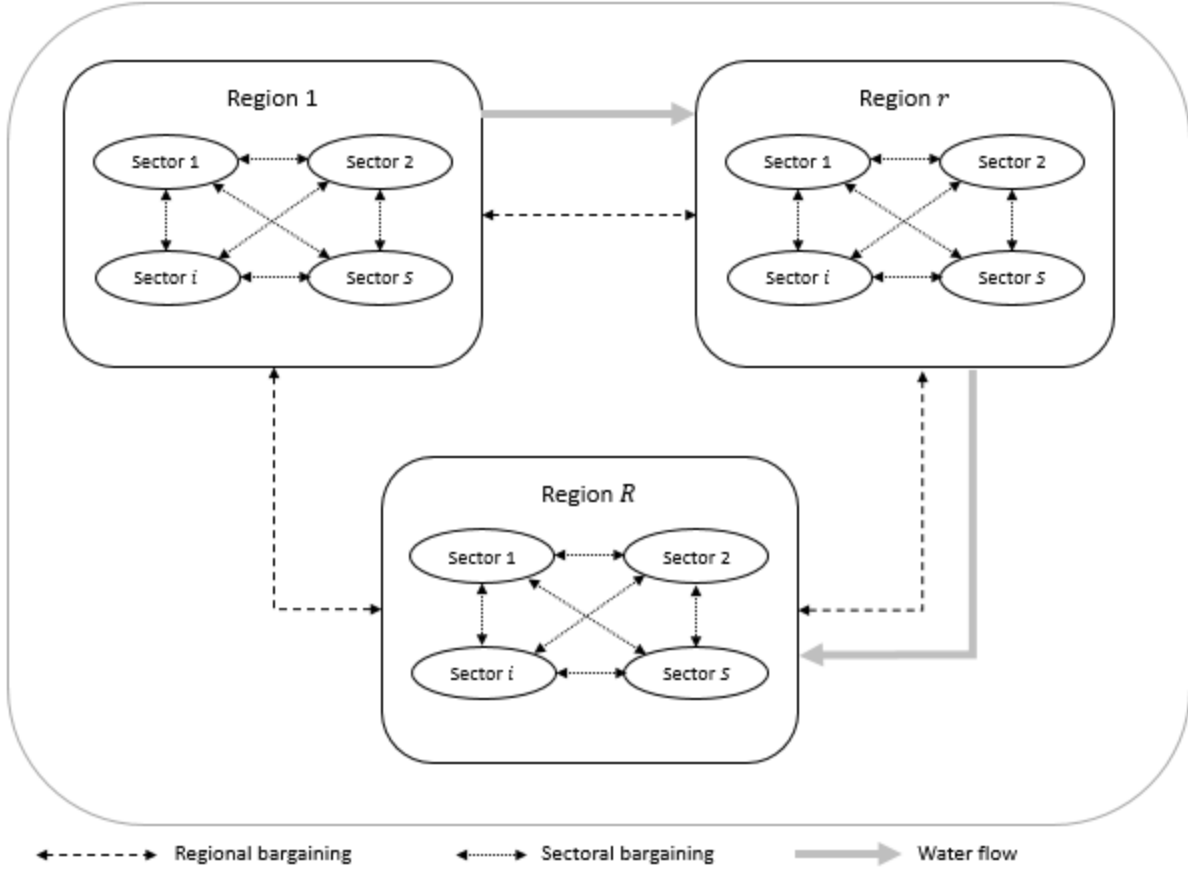 Region 1
Region r
Sector 1
Sector 2
Sector 1
Sector 2
Sector i
Sector S
Sector i
Sector S
Region R
Sector 1
Sector 2
Sector i
Sector S
Regional bargaining
Sectoral bargaining
Water flow